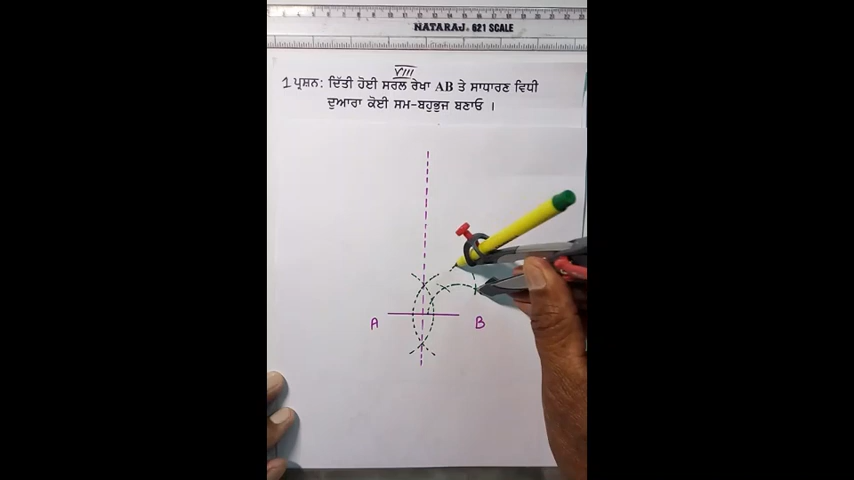 NATARAJ 621 SCALE
VIII
1 ਪ੍ਰਸ਼ਨ: ਦਿੱਤੀ ਹੋਈ ਸਰਲ ਰੇਖਾ AB ਤੇ ਸਾਧਾਰਣ ਵਿਧੀ
ਦੁਆਰਾ ਕੋਈ ਸਮ-ਬਹੁਭੁਜ ਬਣਾਓ ।
A B